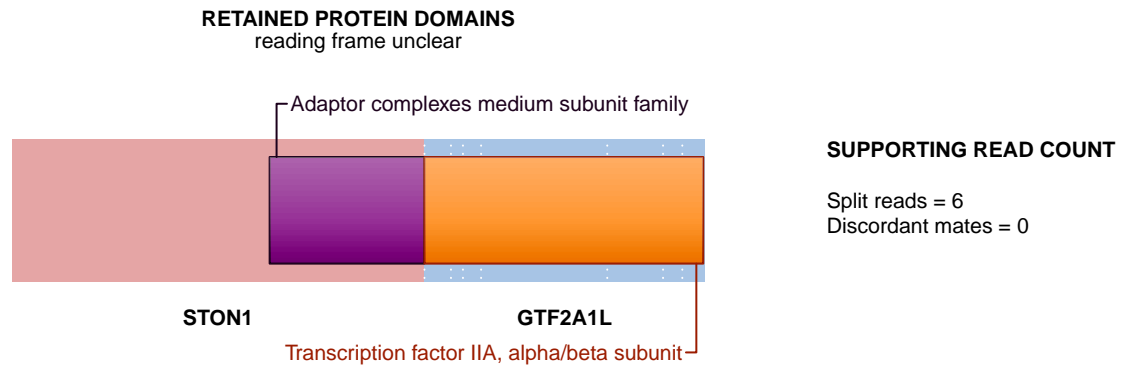 RETAINED PROTEIN DOMAINS
reading frame unclear
Adaptor complexes medium subunit family
SUPPORTING READ COUNT
Split reads = 6
Discordant mates = 0
STON1
GTF2A1L
Transcription factor IIA, alpha/beta subunit